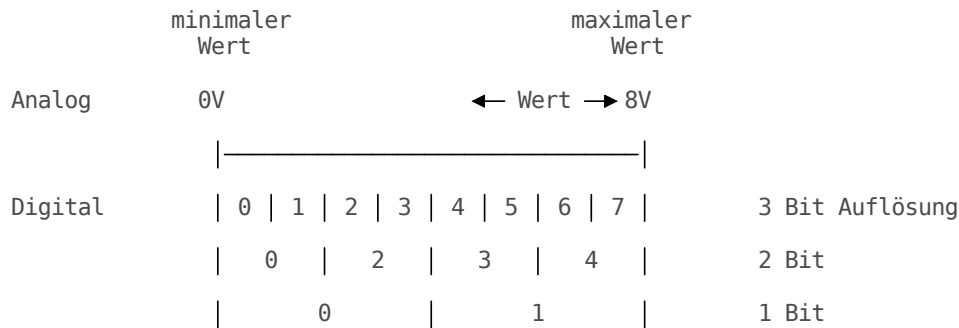 minimaler maximaler
Wert Wert
Analog 0V Wert 8V
Digital 0 1 2 3 4 5 6 7 3 Bit Auflösung
0 2 3 4 2 Bit
0 1 1 Bit